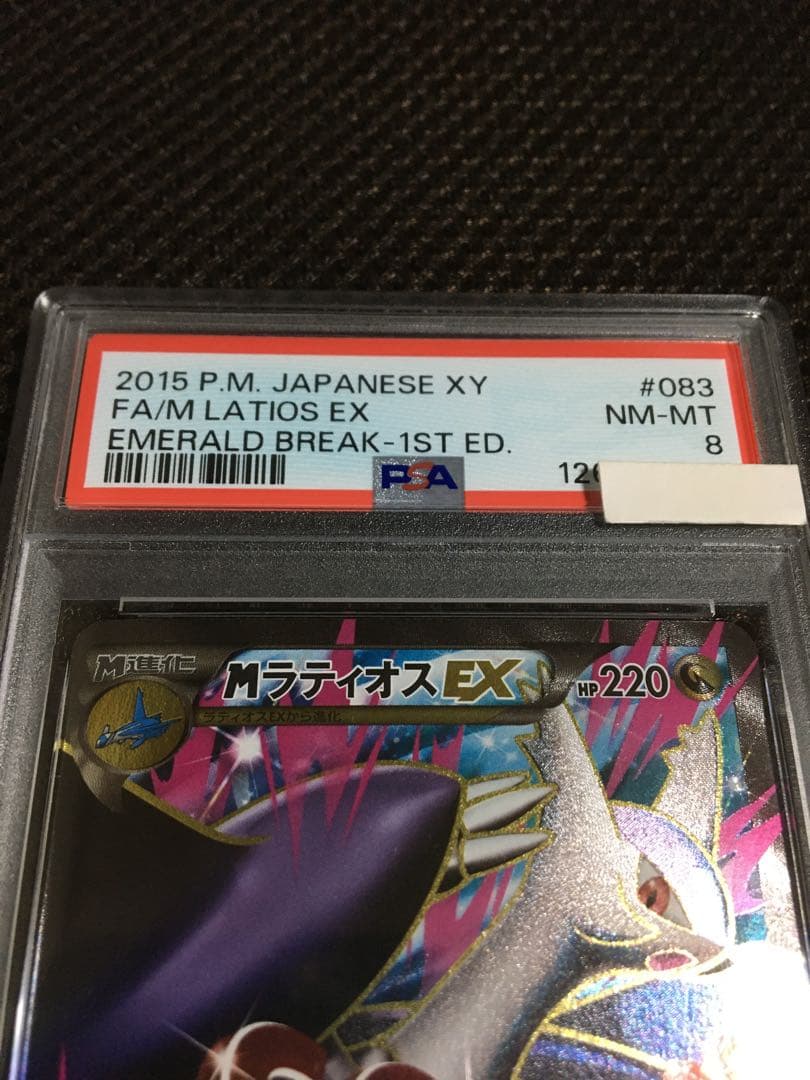 2015 P.M. JAPANESE XY #083
FA/M LATIOS EX NM-MT
EMERALD BREAK-1ST ED. 8
PSA 126
M進化
MラティオスEX HP220
ラティオスEXから進化